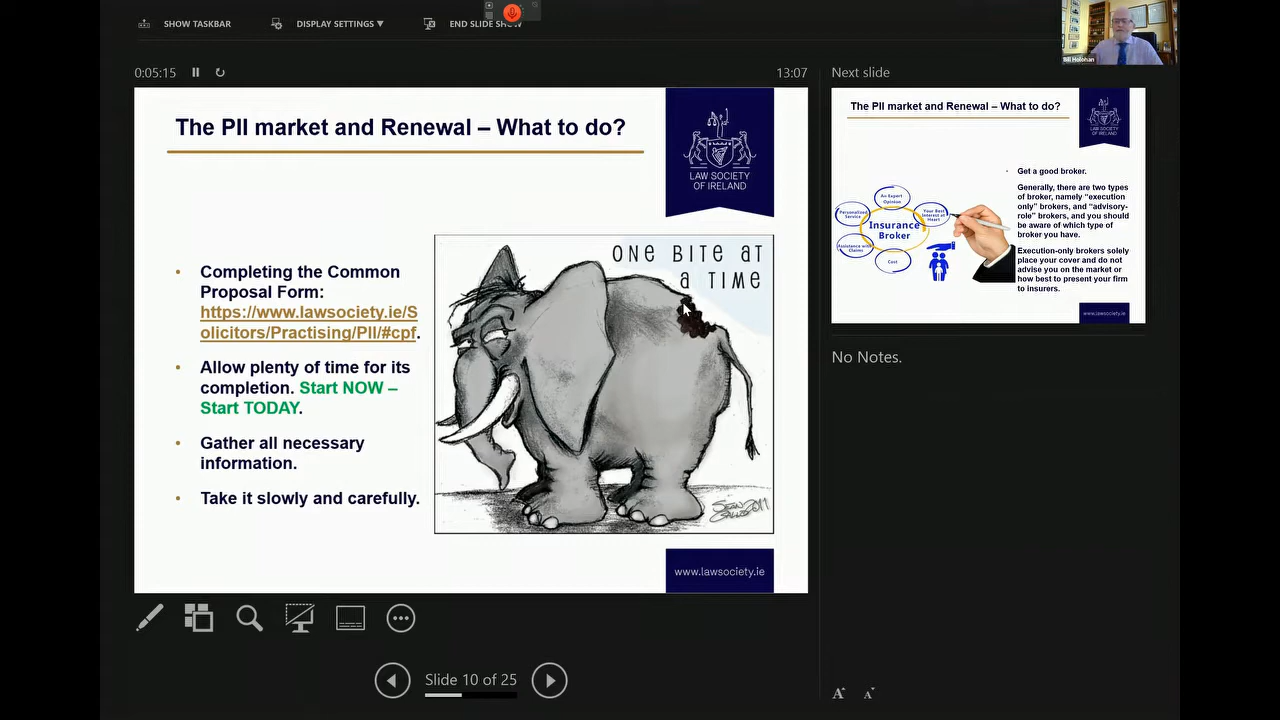 SHOW TASKBAR
DISPLAY SETTINGS ▼
END SLIDE SHOW
Bill Holohan
0:05:15
13:07
The PII market and Renewal – What to do?
LAW SOCIETY
OF IRELAND
• Completing the Common
Proposal Form:
https://www.lawsociety.ie/S
olicitors/Practising/PII/#cpf.
• Allow plenty of time for its
completion. Start NOW –
Start TODAY.
• Gather all necessary
information.
• Take it slowly and carefully.
ONE BITE AT
A TIME
2011
www.lawsociety.ie
Slide 10 of 25
Next slide
The PII market and Renewal – What to do?
LAW SOCIETY
OF IRELAND
An Expert
Opinion
Personalized
Service
Your Best
Interest at
Heart
Insurance
Broker
Assistance with
Claims
Cost
• Get a good broker.
Generally, there are two types
of broker, namely “execution
only” brokers, and “advisory-
role” brokers, and you should
be aware of which type of
broker you have.
Execution-only brokers solely
place your cover and do not
advise you on the market or
how best to present your firm
to insurers.
www.lawsociety.ie
No Notes.
A A